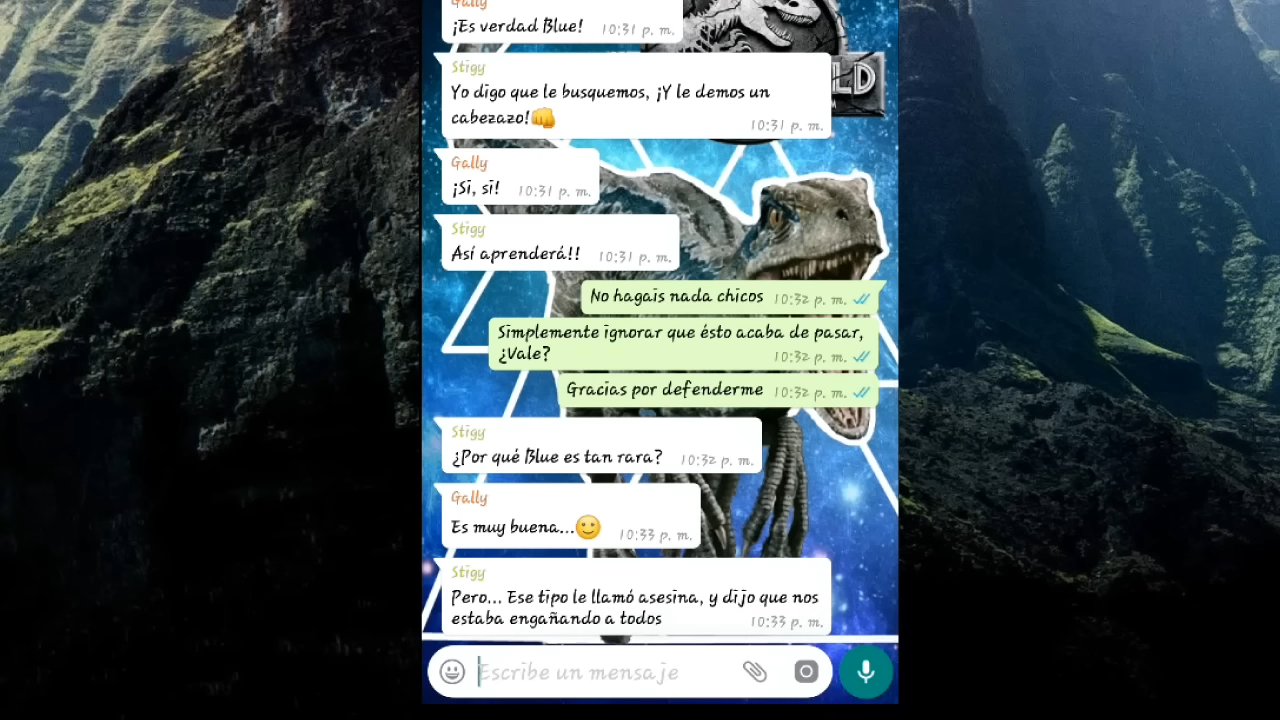 Gally
¡Es verdad Blue! 10:31 p. m.
LD
Stigy
Yo digo que le busquemos, ¡Y le demos un
cabezazo!👊 10:31 p. m.
Gally
¡Si, si! 10:31 p. m.
Stigy
Así aprenderá!! 10:31 p. m.
No hagais nada chicos 10:32 p. m.
Simplemente ignorar que ésto acaba de pasar,
¿Vale? 10:32 p. m.
Gracias por defenderme 10:32 p. m.
Stigy
¿Por qué Blue es tan rara? 10:32 p. m.
Gally
Es muy buena...🙂 10:33 p. m.
Stigy
Pero... Ese tipo le llamó asesina, y dijo que nos
estaba engañando a todos 10:33 p. m.
Escribe un mensaje